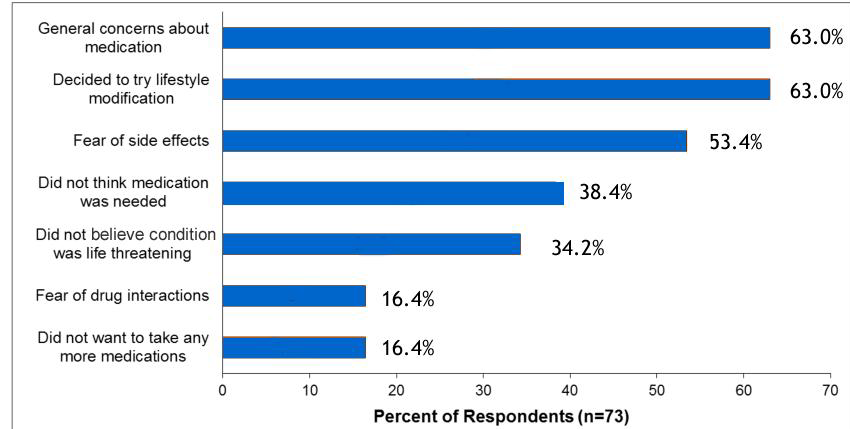 General concerns about
medication
63.0%
Decided to try lifestyle
modification
63.0%
Fear of side effects
53.4%
Did not think medication
was needed
38.4%
Did not believe condition
was life threatening
34.2%
Fear of drug interactions
16.4%
Did not want to take any
more medications
16.4%
0 10 20 30 40 50 60 70
Percent of Respondents (n=73)